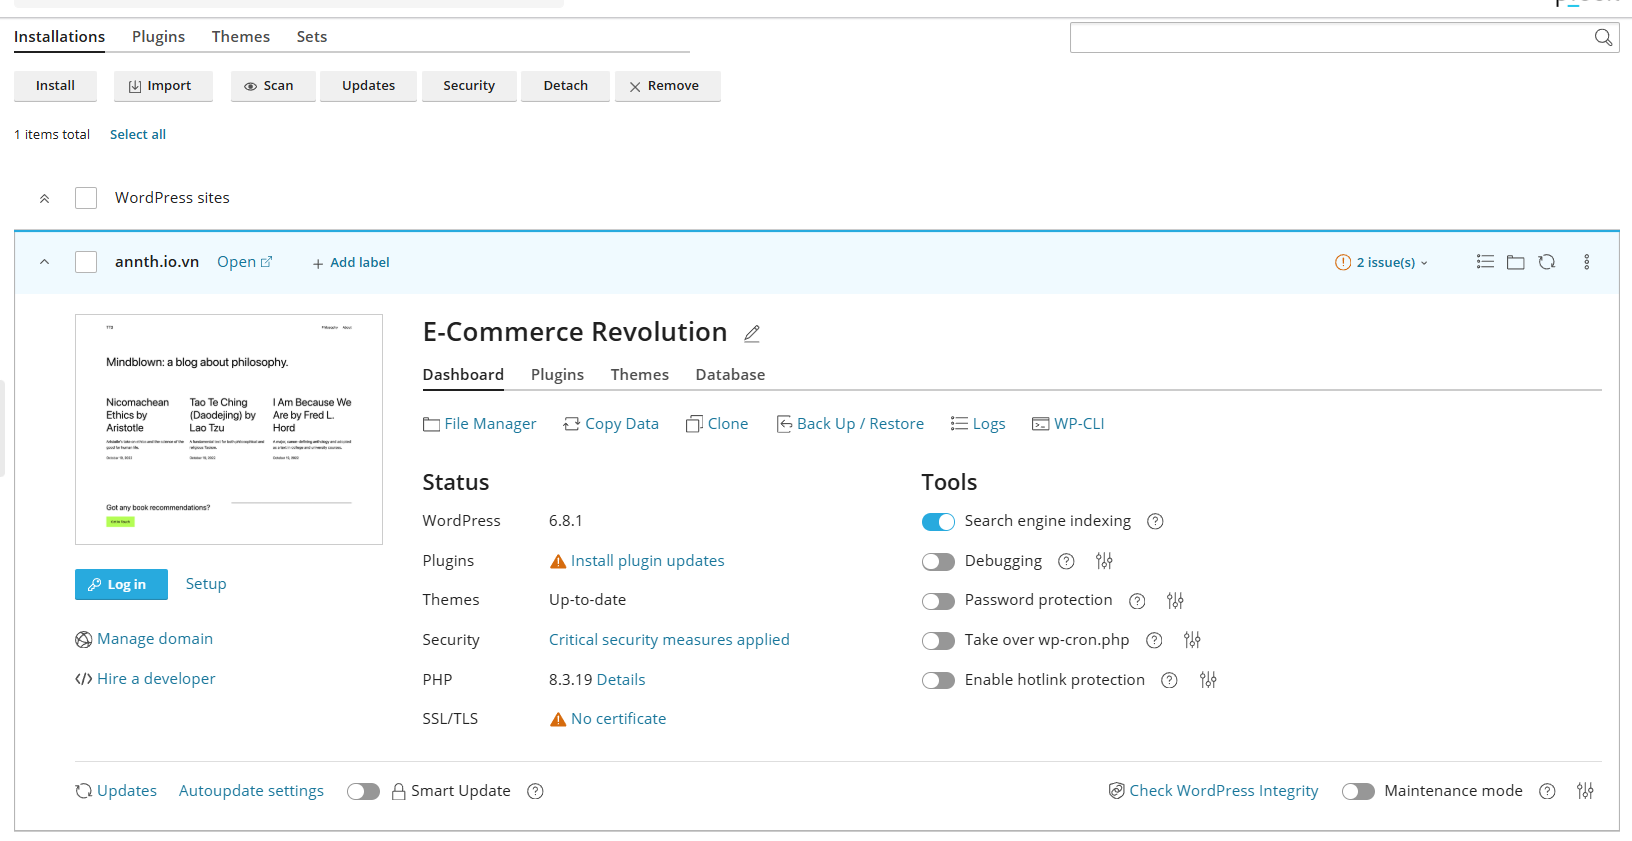 Installations Plugins Themes Sets
Install Import Scan Updates Security Detach Remove
1 items total Select all
WordPress sites
annth.io.vn Open + Add label 2 issue(s)
TTS Philosophy About
Mindblown: a blog about philosophy.
Nicomachean Ethics by Aristotle
Tao Te Ching (Daodejing) by Lao Tzu
I Am Because We Are by Fred L. Hord
Got any book recommendations?
Log in Setup
Manage domain
Hire a developer
E-Commerce Revolution
Dashboard Plugins Themes Database
File Manager Copy Data Clone Back Up / Restore Logs WP-CLI
Status
WordPress 6.8.1
Plugins Install plugin updates
Themes Up-to-date
Security Critical security measures applied
PHP 8.3.19 Details
SSL/TLS No certificate
Tools
Search engine indexing
Debugging
Password protection
Take over wp-cron.php
Enable hotlink protection
Updates Autoupdate settings Smart Update Check WordPress Integrity Maintenance mode